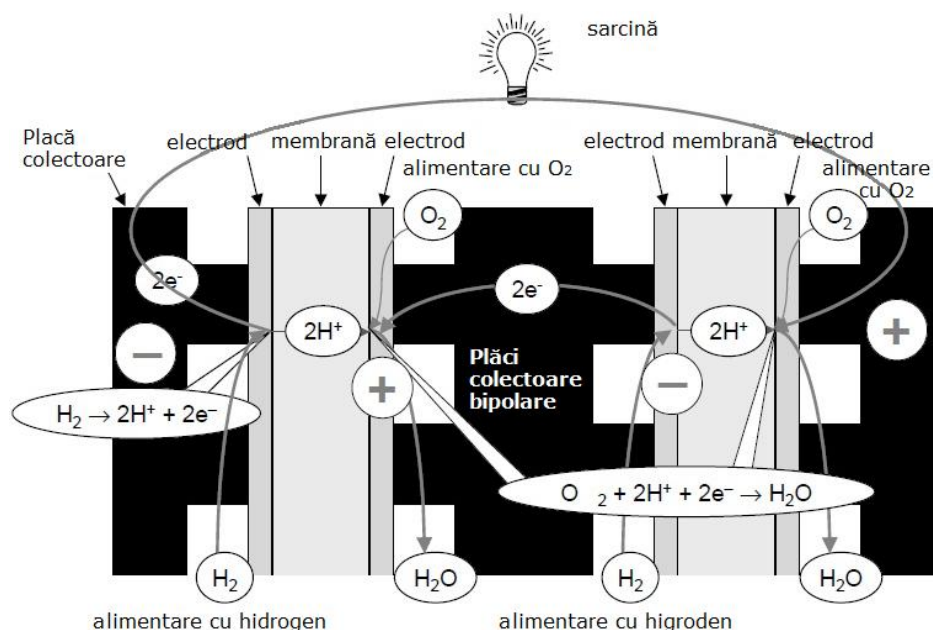 sarcină
Placă
colectoare
electrod
membrană
electrod
alimentare cu O₂
electrod
membrană
electrod
alimentare
cu O₂
O₂
O₂
2e⁻
2e⁻
2H⁺
2H⁺
−
+
−
+
Plăci
colectoare
bipolare
H₂ → 2H⁺ + 2e⁻
O ₂ + 2H⁺ + 2e⁻ → H₂O
H₂
H₂O
H₂
H₂O
alimentare cu hidrogen
alimentare cu higroden